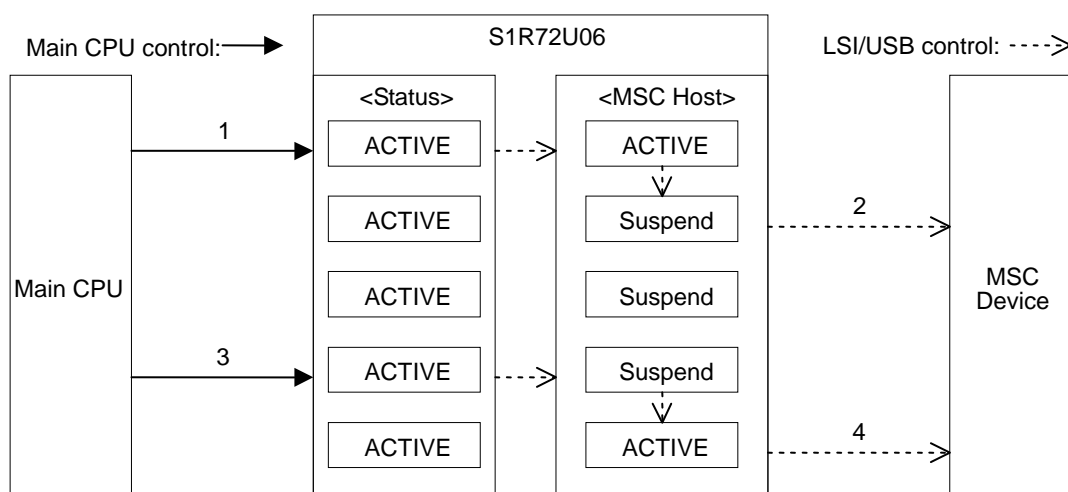 S1R72U06
Main CPU control:
LSI/USB control:
<Status>
<MSC Host>
1
ACTIVE
ACTIVE
ACTIVE
Suspend
2
Main CPU
ACTIVE
Suspend
MSC
Device
3
ACTIVE
Suspend
ACTIVE
ACTIVE
4